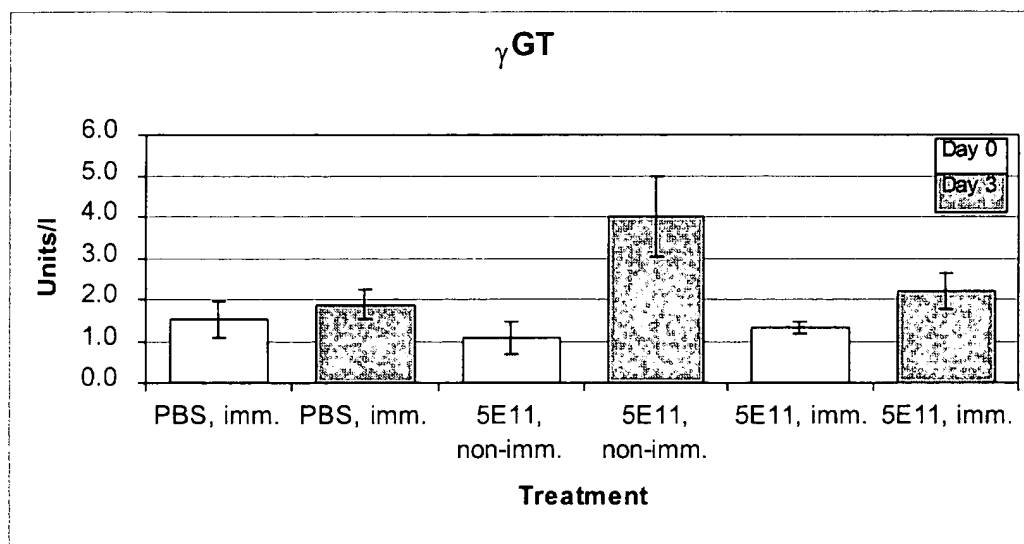 γGT
Units/l
6.0
5.0
4.0
3.0
2.0
1.0
0.0
Day 0
Day 3
PBS, imm.
PBS, imm.
5E11,
non-imm.
5E11,
non-imm.
5E11, imm.
5E11, imm.
Treatment